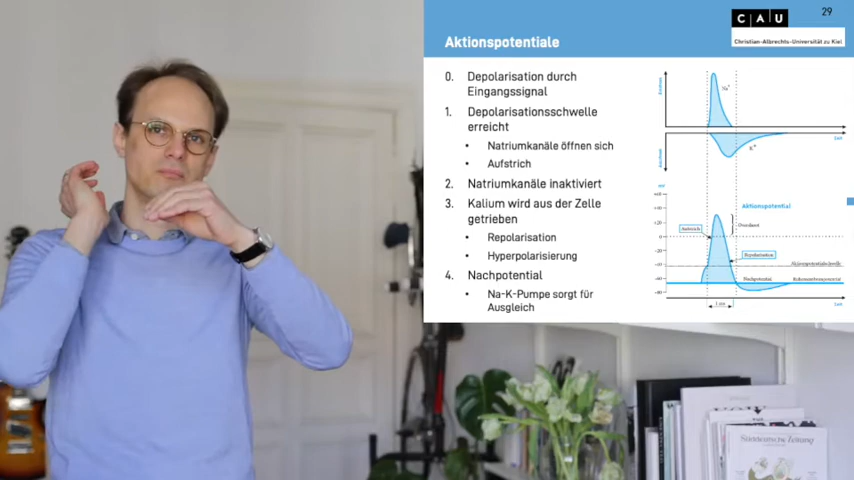 29
CAU
Christian-Albrechts-Universität zu Kiel
Aktionspotentiale
0. Depolarisation durch
Eingangssignal
1. Depolarisationsschwelle
erreicht
• Natriumkanäle öffnen sich
• Aufstrich
2. Natriumkanäle inaktiviert
3. Kalium wird aus der Zelle
getrieben
• Repolarisation
• Hyperpolarisierung
4. Nachpotential
• Na-K-Pumpe sorgt für
Ausgleich
Na+
K+
Aktionspotential
Aufstrich
Overshoot
Repolarisation
Nachpotential
Süddeutsche Zeitung